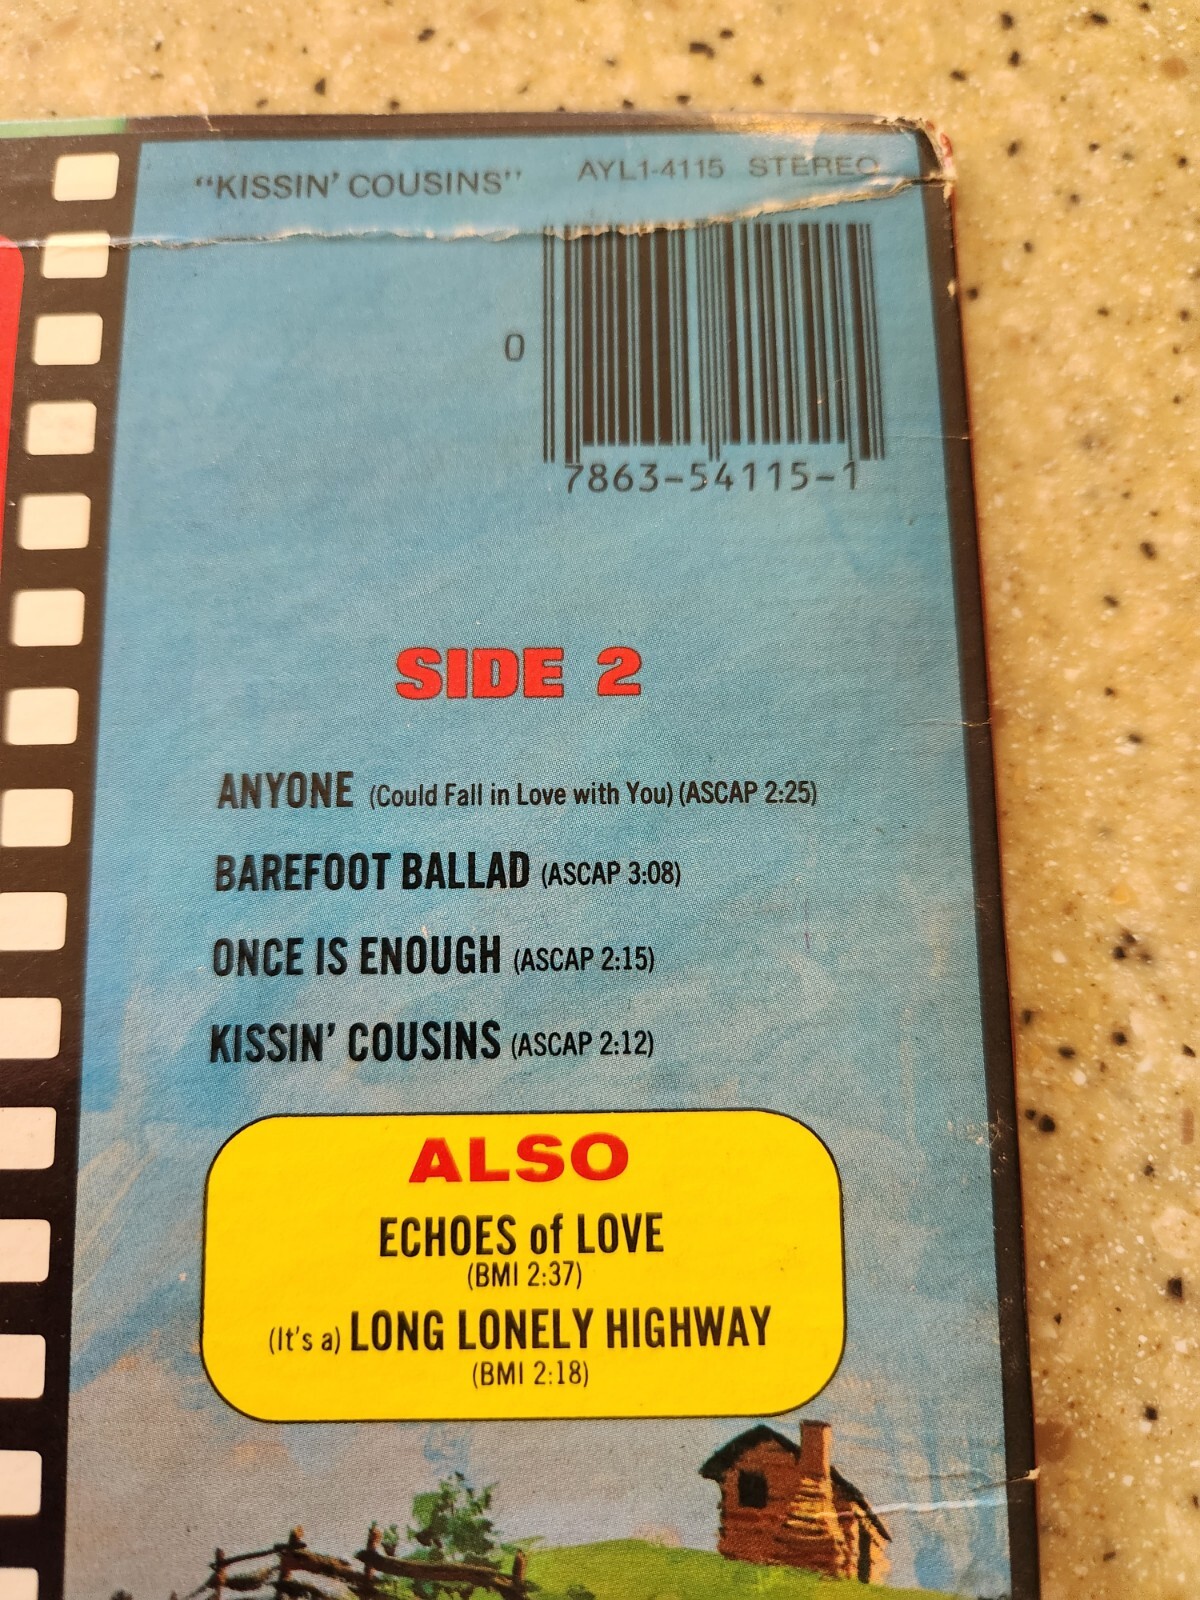 "KISSIN' COUSINS" AYL1-4115 STEREO
0
7863-54115-1
SIDE 2
ANYONE (Could Fall in Love with You) (ASCAP 2:25)
BAREFOOT BALLAD (ASCAP 3:08)
ONCE IS ENOUGH (ASCAP 2:15)
KISSIN' COUSINS (ASCAP 2:12)
ALSO
ECHOES of LOVE
(BMI 2:37)
(It's a) LONG LONELY HIGHWAY
(BMI 2:18)